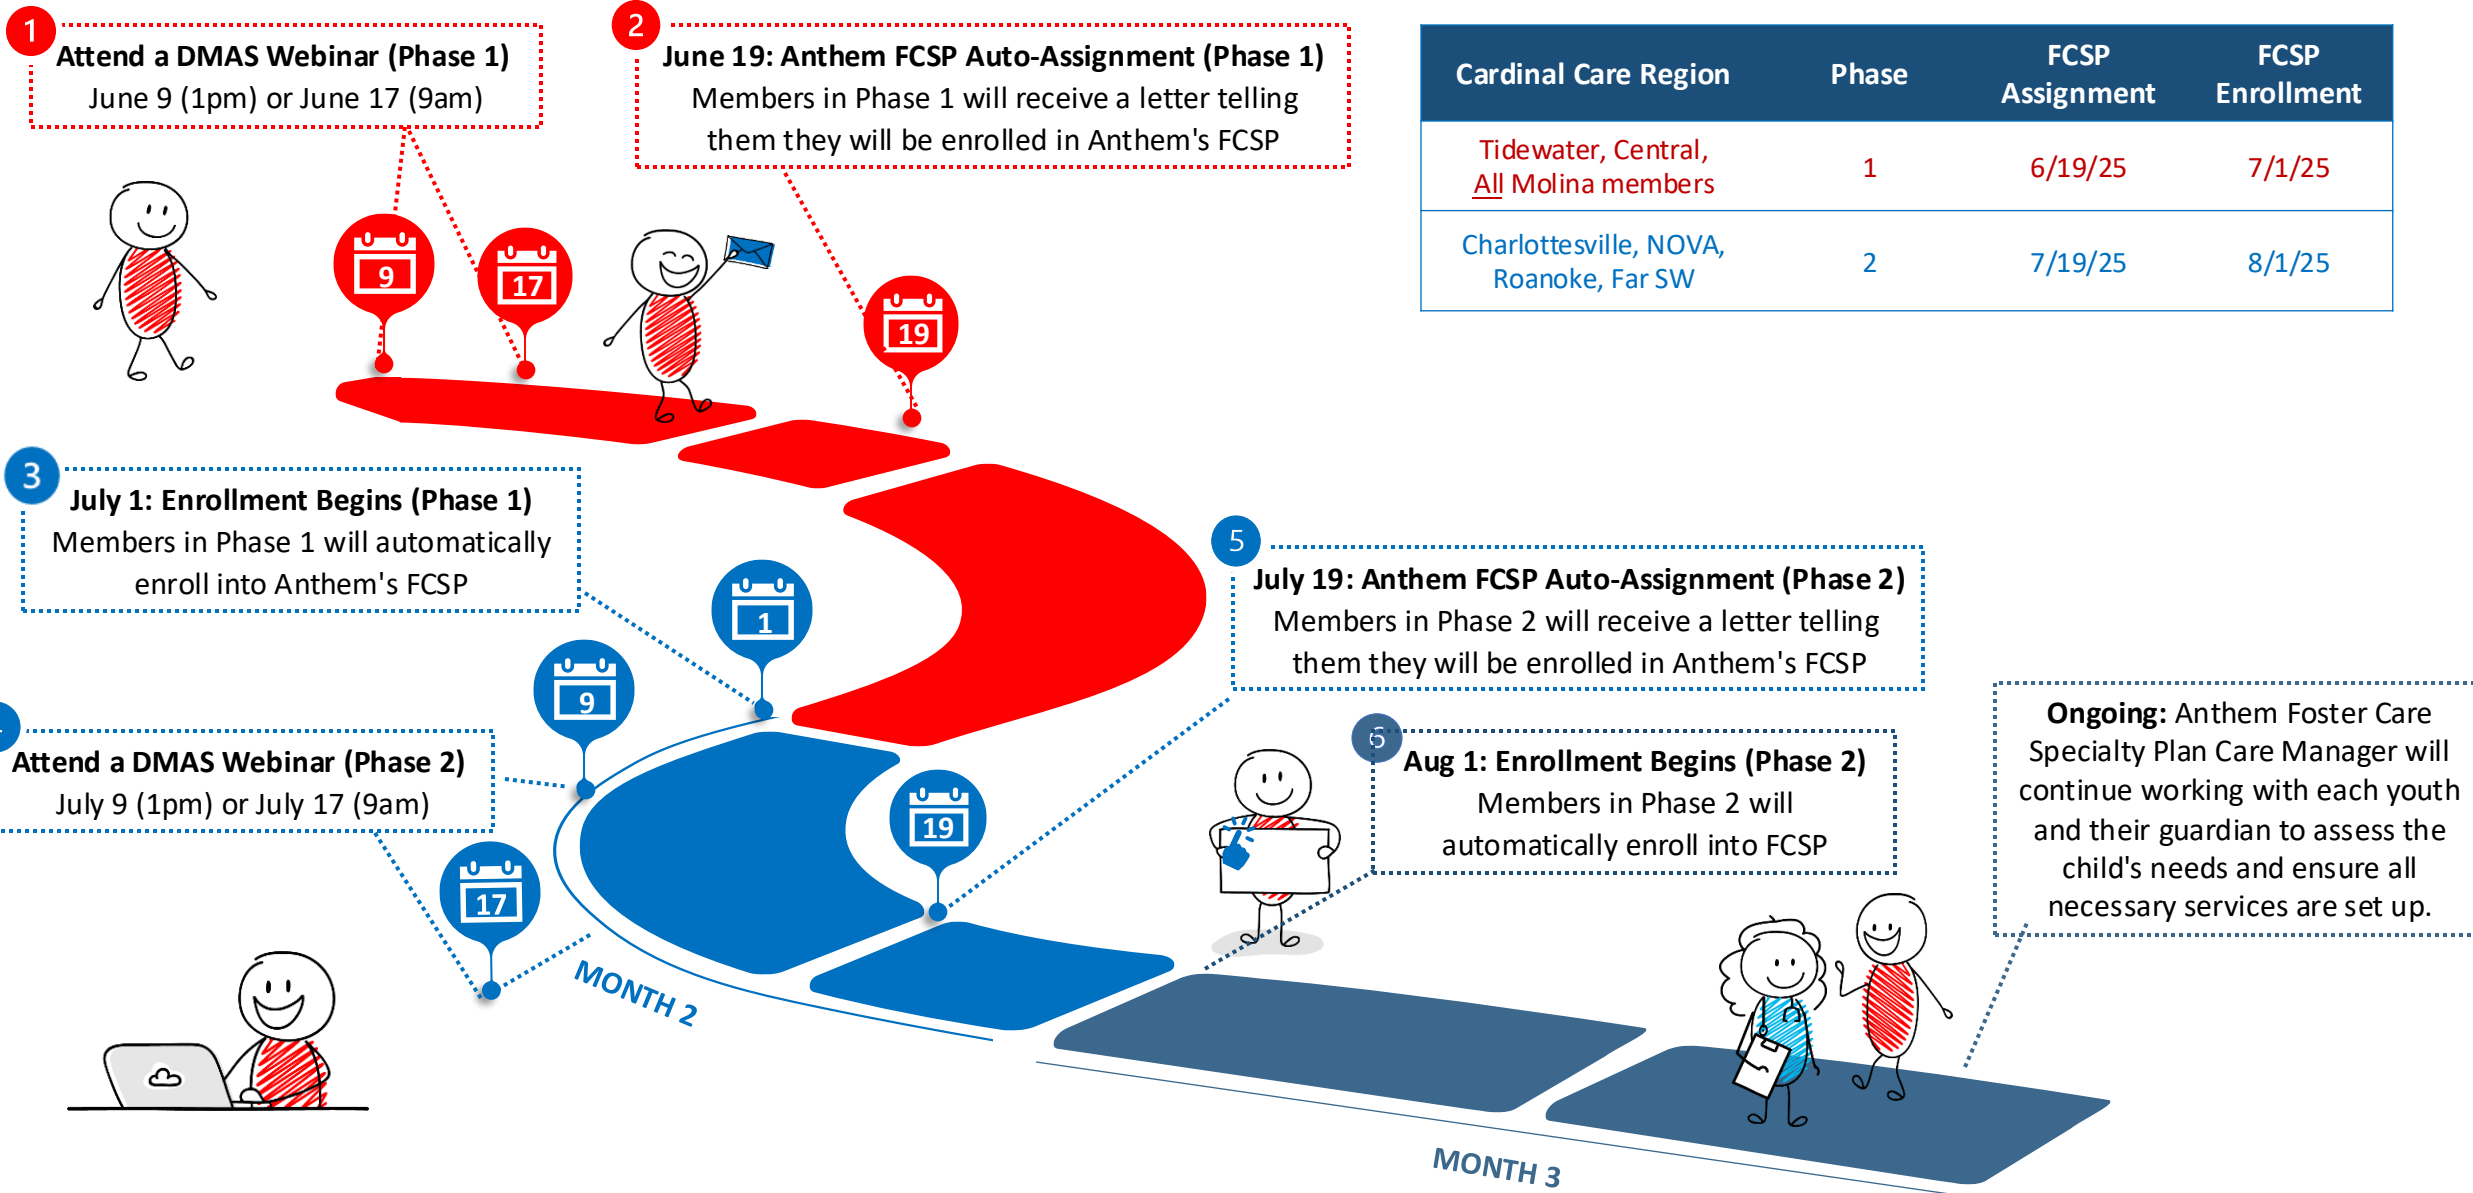 1
Attend a DMAS Webinar (Phase 1)
June 9 (1pm) or June 17 (9am)
2
June 19: Anthem FCSP Auto-Assignment (Phase 1)
Members in Phase 1 will receive a letter telling
them they will be enrolled in Anthem's FCSP
Cardinal Care Region Phase FCSP Assignment FCSP Enrollment
Tidewater, Central,
All Molina members 1 6/19/25 7/1/25
Charlottesville, NOVA,
Roanoke, Far SW 2 7/19/25 8/1/25
9
17
19
3
July 1: Enrollment Begins (Phase 1)
Members in Phase 1 will automatically
enroll into Anthem's FCSP
1
9
Attend a DMAS Webinar (Phase 2)
July 9 (1pm) or July 17 (9am)
17
19
5
July 19: Anthem FCSP Auto-Assignment (Phase 2)
Members in Phase 2 will receive a letter telling
them they will be enrolled in Anthem's FCSP
6
Aug 1: Enrollment Begins (Phase 2)
Members in Phase 2 will
automatically enroll into FCSP
Ongoing: Anthem Foster Care
Specialty Plan Care Manager will
continue working with each youth
and their guardian to assess the
child's needs and ensure all
necessary services are set up.
MONTH 2
MONTH 3